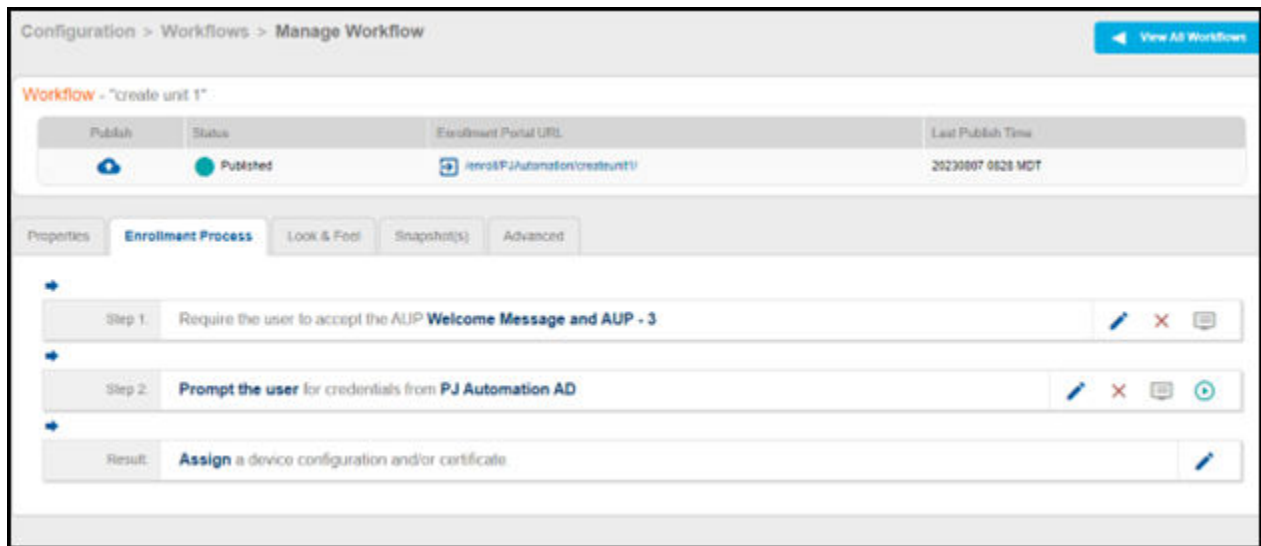 Configuration > Workflows > Manage Workflow
View All Workflows
Workflow - "create unit 1"
Publish Status Enrollment Portal URL Last Publish Time
Published /enroll/PJAutomation/createunit1/ 20230807 0828 MDT
Properties Enrollment Process Look & Feel Snapshot(s) Advanced
Step 1: Require the user to accept the AUP Welcome Message and AUP - 3
Step 2: Prompt the user for credentials from PJ Automation AD
Result: Assign a device configuration and/or certificate.